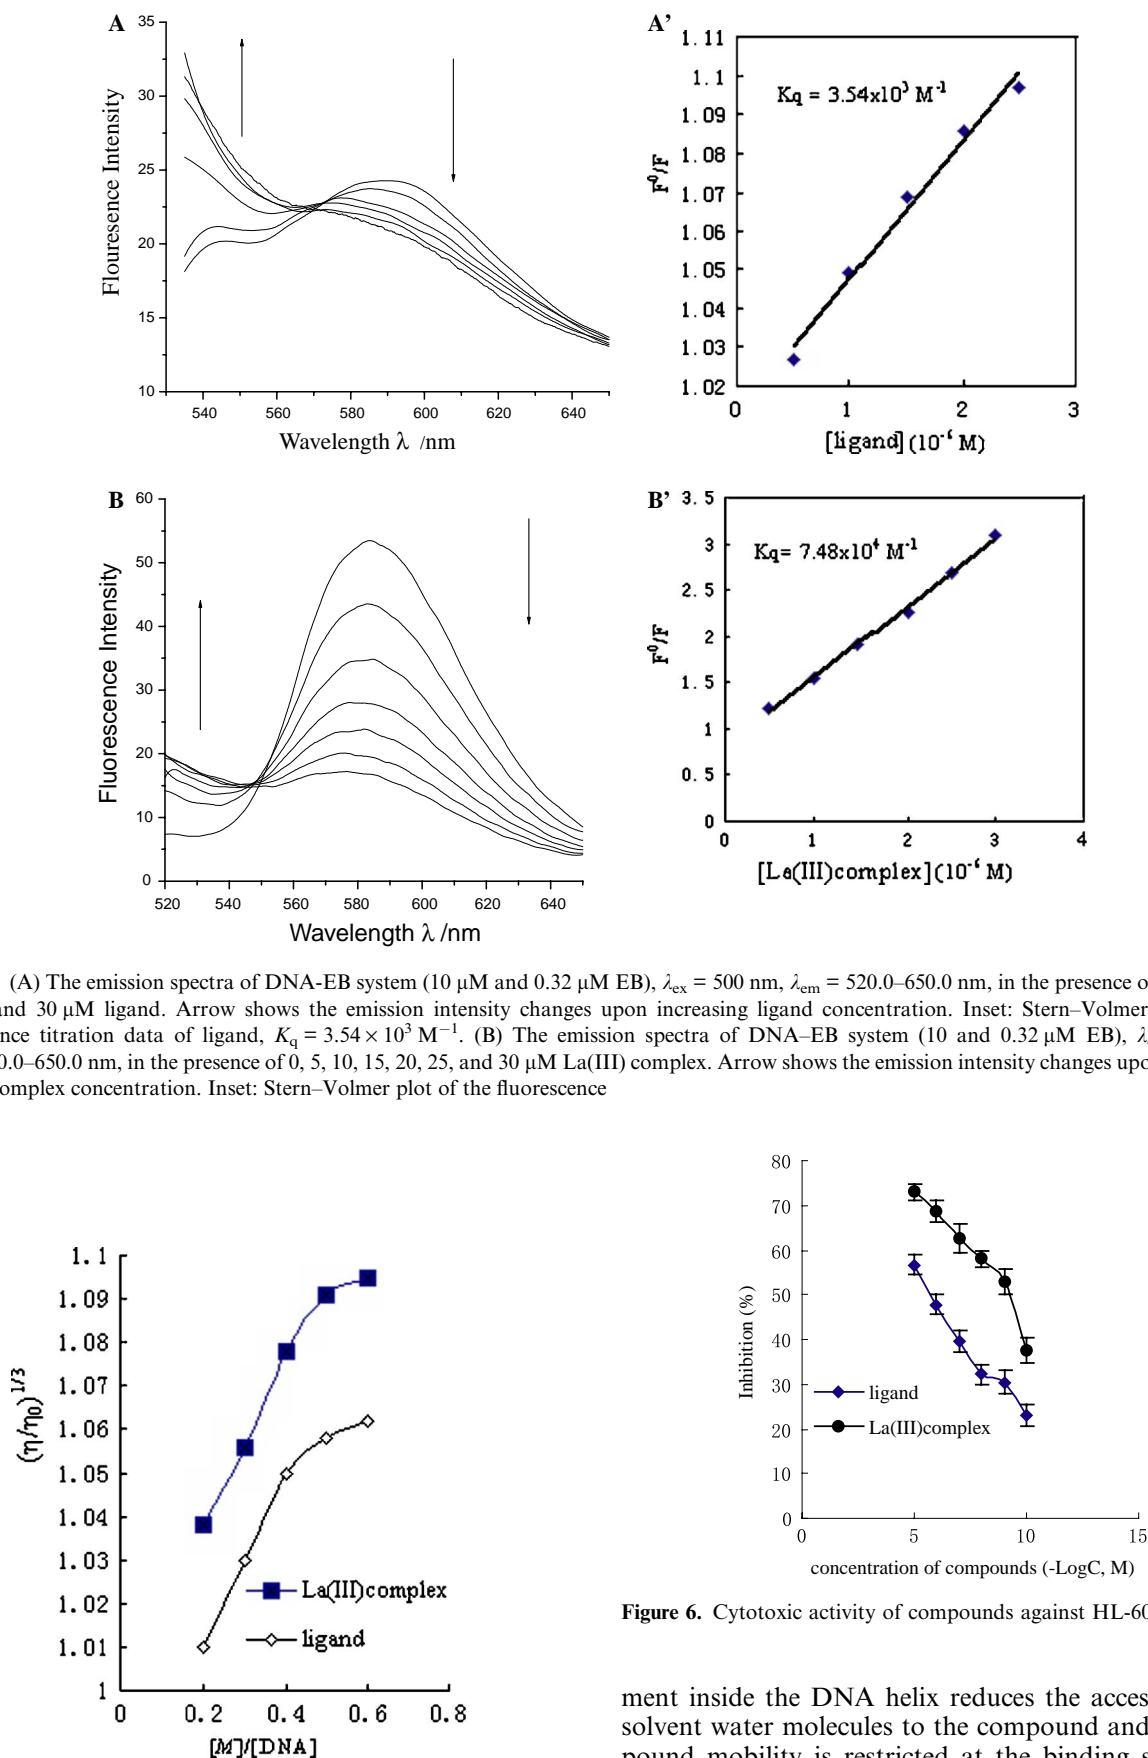 A
35
30
25
20
15
10
Flouresence Intensity
540 560 580 600 620 640
Wavelength λ /nm
A’
1.11
1.1
1.09
1.08
1.07
1.06
1.05
1.04
1.03
1.02
F⁰/F
Kq = 3.54x10³ M⁻¹
0 1 2 3
[ligand](10⁻⁶ M)
B
60
50
40
30
20
10
0
Fluorescence Intensity
520 540 560 580 600 620 640
Wavelength λ /nm
B’
3.5
3
2.5
2
1.5
1
0.5
0
F⁰/F
Kq= 7.48x10⁴ M⁻¹
0 1 2 3 4
[La(III)complex](10⁻⁶ M)
(A) The emission spectra of DNA-EB system (10 μM and 0.32 μM EB), λex = 500 nm, λem = 520.0–650.0 nm, in the presence o
and 30 μM ligand. Arrow shows the emission intensity changes upon increasing ligand concentration. Inset: Stern–Volmer
nce titration data of ligand, Kq = 3.54 × 10³ M⁻¹. (B) The emission spectra of DNA–EB system (10 and 0.32 μM EB), λ
0.0–650.0 nm, in the presence of 0, 5, 10, 15, 20, 25, and 30 μM La(III) complex. Arrow shows the emission intensity changes upo
omplex concentration. Inset: Stern–Volmer plot of the fluorescence
1.1
1.09
1.08
1.07
1.06
1.05
1.04
1.03
1.02
1.01
1
(η/η₀)¹/³
La(III)complex
ligand
0 0.2 0.4 0.6 0.8
[M]/[DNA]
80
70
60
50
40
30
20
10
0
Inhibition (%)
ligand
La(III)complex
0 5 10 15
concentration of compounds (-LogC, M)
Figure 6. Cytotoxic activity of compounds against HL-60
ment inside the DNA helix reduces the acces
solvent water molecules to the compound and
pound mobility is restricted at the binding s